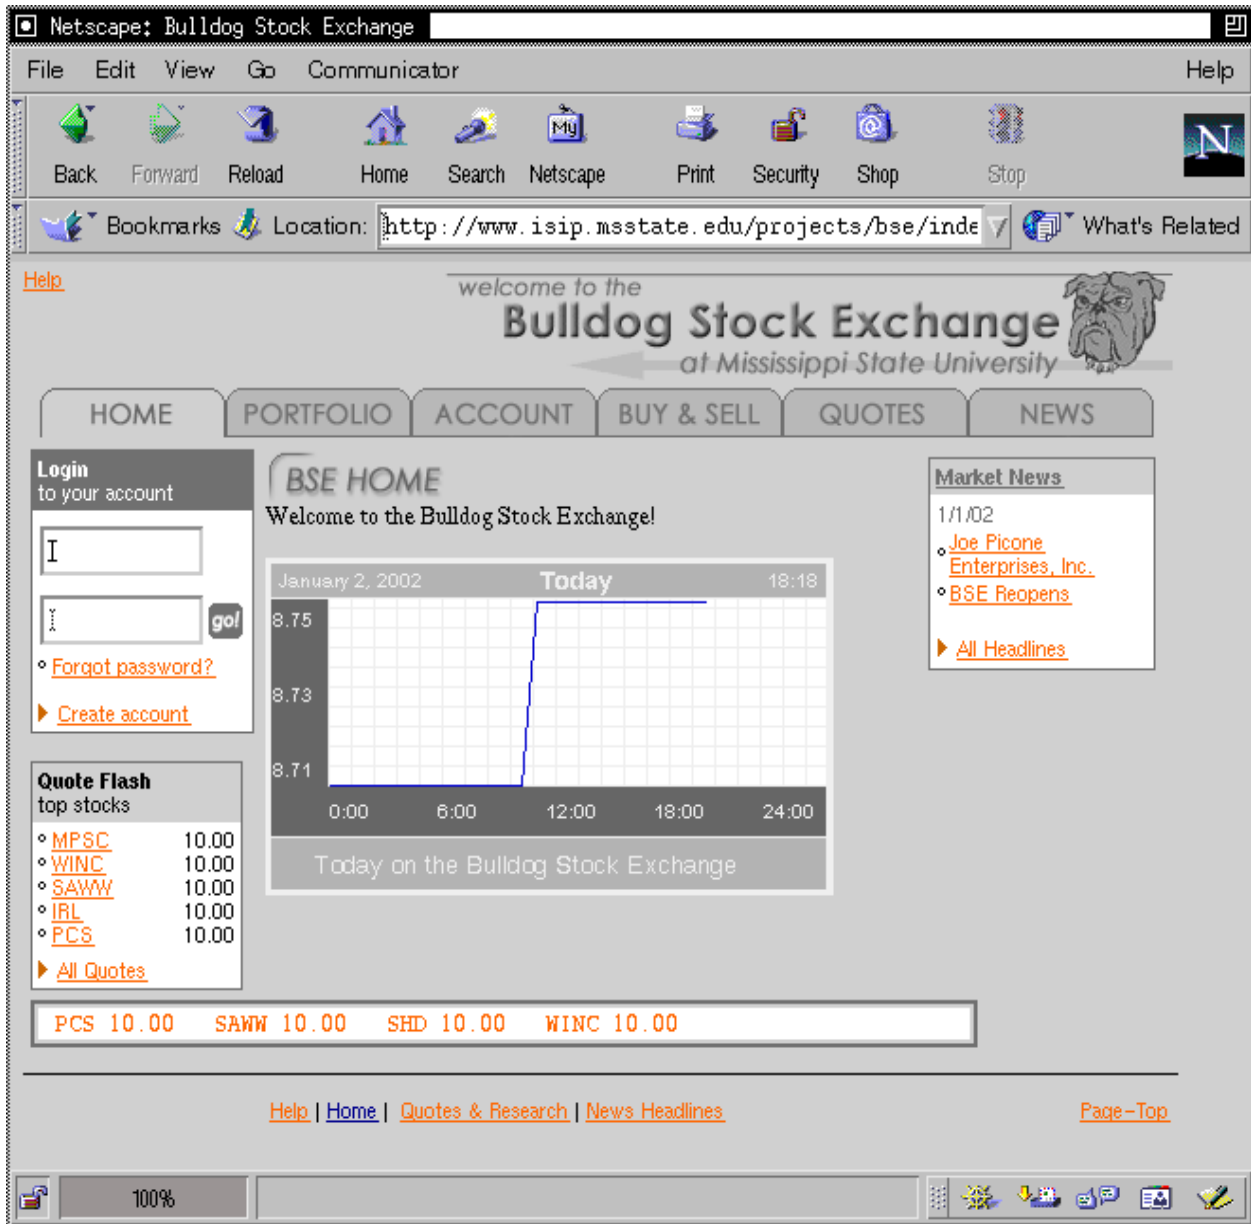 Netscape: Bulldog Stock Exchange
File Edit View Go Communicator Help
My
@
N
Back Forward Reload Home Search Netscape Print Security Shop Stop
Bookmarks Location: http://www.isip.msstate.edu/projects/bse/inde What's Related
Help
welcome to the
Bulldog Stock Exchange
at Mississippi State University
HOME PORTFOLIO ACCOUNT BUY & SELL QUOTES NEWS
Login
to your account
go!
Forgot password?
Create account
Quote Flash
top stocks
MPSC 10.00
WINC 10.00
SAWW 10.00
IRL 10.00
PCS 10.00
All Quotes
BSE HOME
Welcome to the Bulldog Stock Exchange!
January 2, 2002 Today 18:18
8.75
8.73
8.71
0:00 6:00 12:00 18:00 24:00
Today on the Bulldog Stock Exchange
Market News
1/1/02
Joe Picone
Enterprises, Inc.
BSE Reopens
All Headlines
PCS 10.00 SAWW 10.00 SHD 10.00 WINC 10.00
Help | Home | Quotes & Research | News Headlines Page-Top
100%